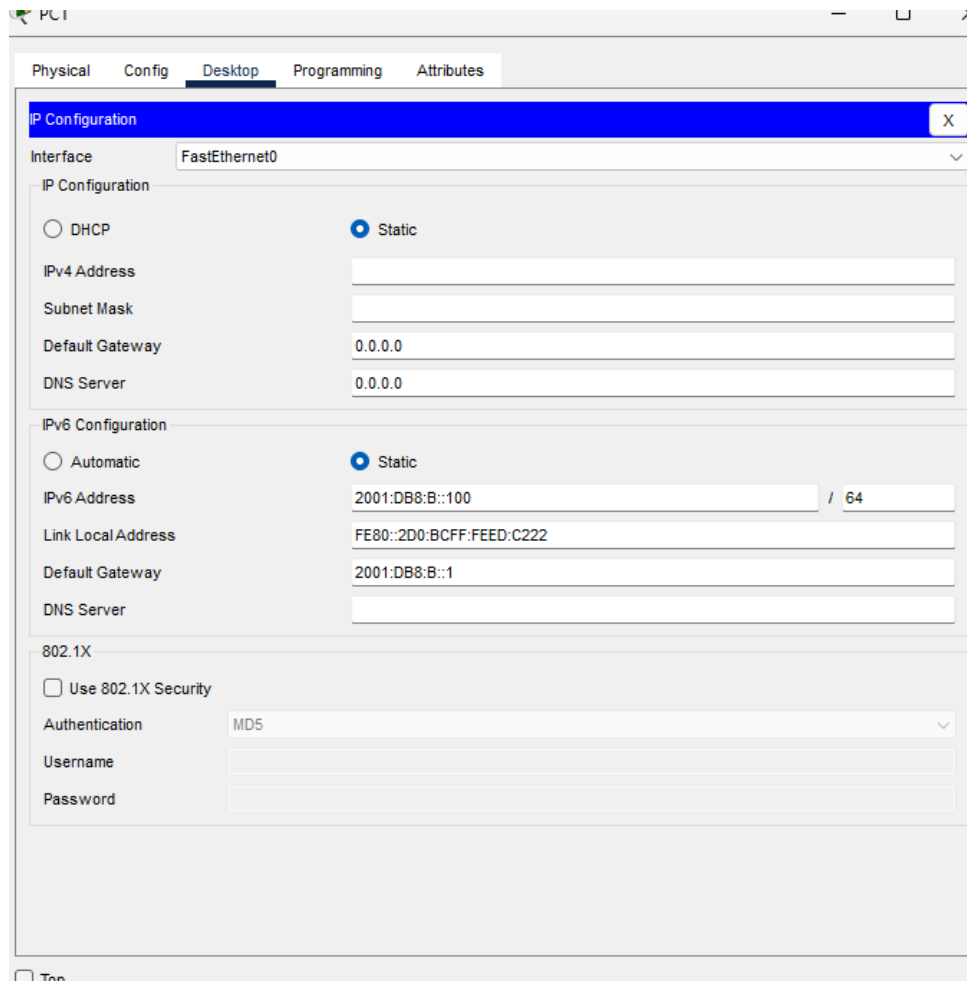 PC1
Physical Config Desktop Programming Attributes
IP Configuration X
Interface FastEthernet0
IP Configuration
DHCP Static
IPv4 Address
Subnet Mask
Default Gateway 0.0.0.0
DNS Server 0.0.0.0
IPv6 Configuration
Automatic Static
IPv6 Address 2001:DB8:B::100 / 64
Link Local Address FE80::2D0:BCFF:FEED:C222
Default Gateway 2001:DB8:B::1
DNS Server
802.1X
Use 802.1X Security
Authentication MD5
Username
Password
Top